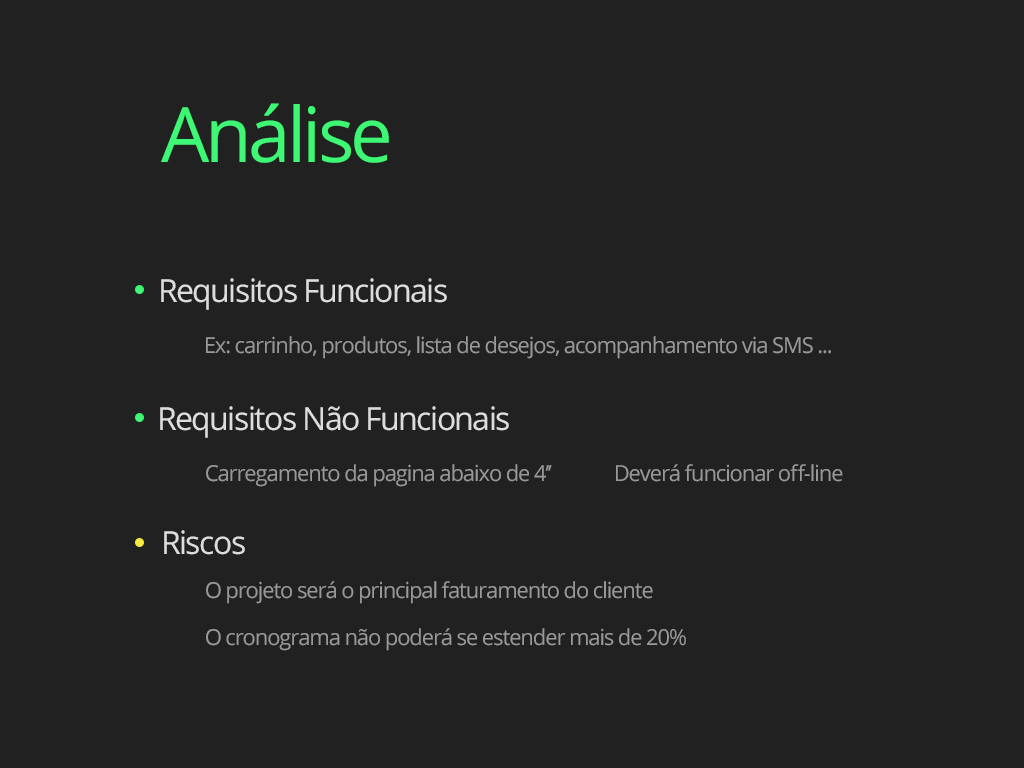 Análise
• Requisitos Funcionais
Ex: carrinho, produtos, lista de desejos, acompanhamento via SMS ...
• Requisitos Não Funcionais
Carregamento da pagina abaixo de 4” Deverá funcionar off-line
• Riscos
O projeto será o principal faturamento do cliente
O cronograma não poderá se estender mais de 20%